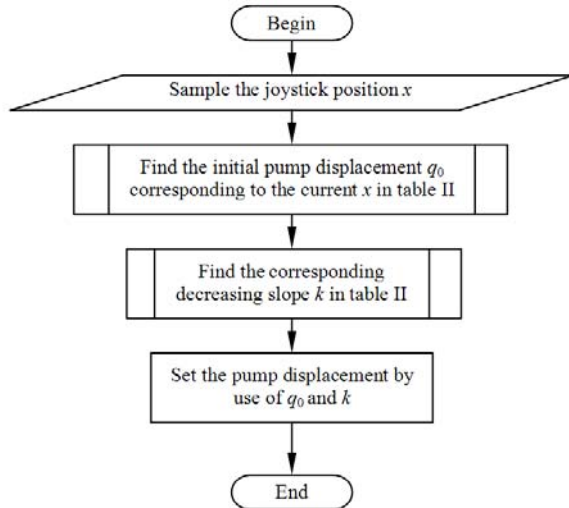 Begin
Sample the joystick position x
Find the initial pump displacement q₀
corresponding to the current x in table II
Find the corresponding
decreasing slope k in table II
Set the pump displacement by
use of q₀ and k
End